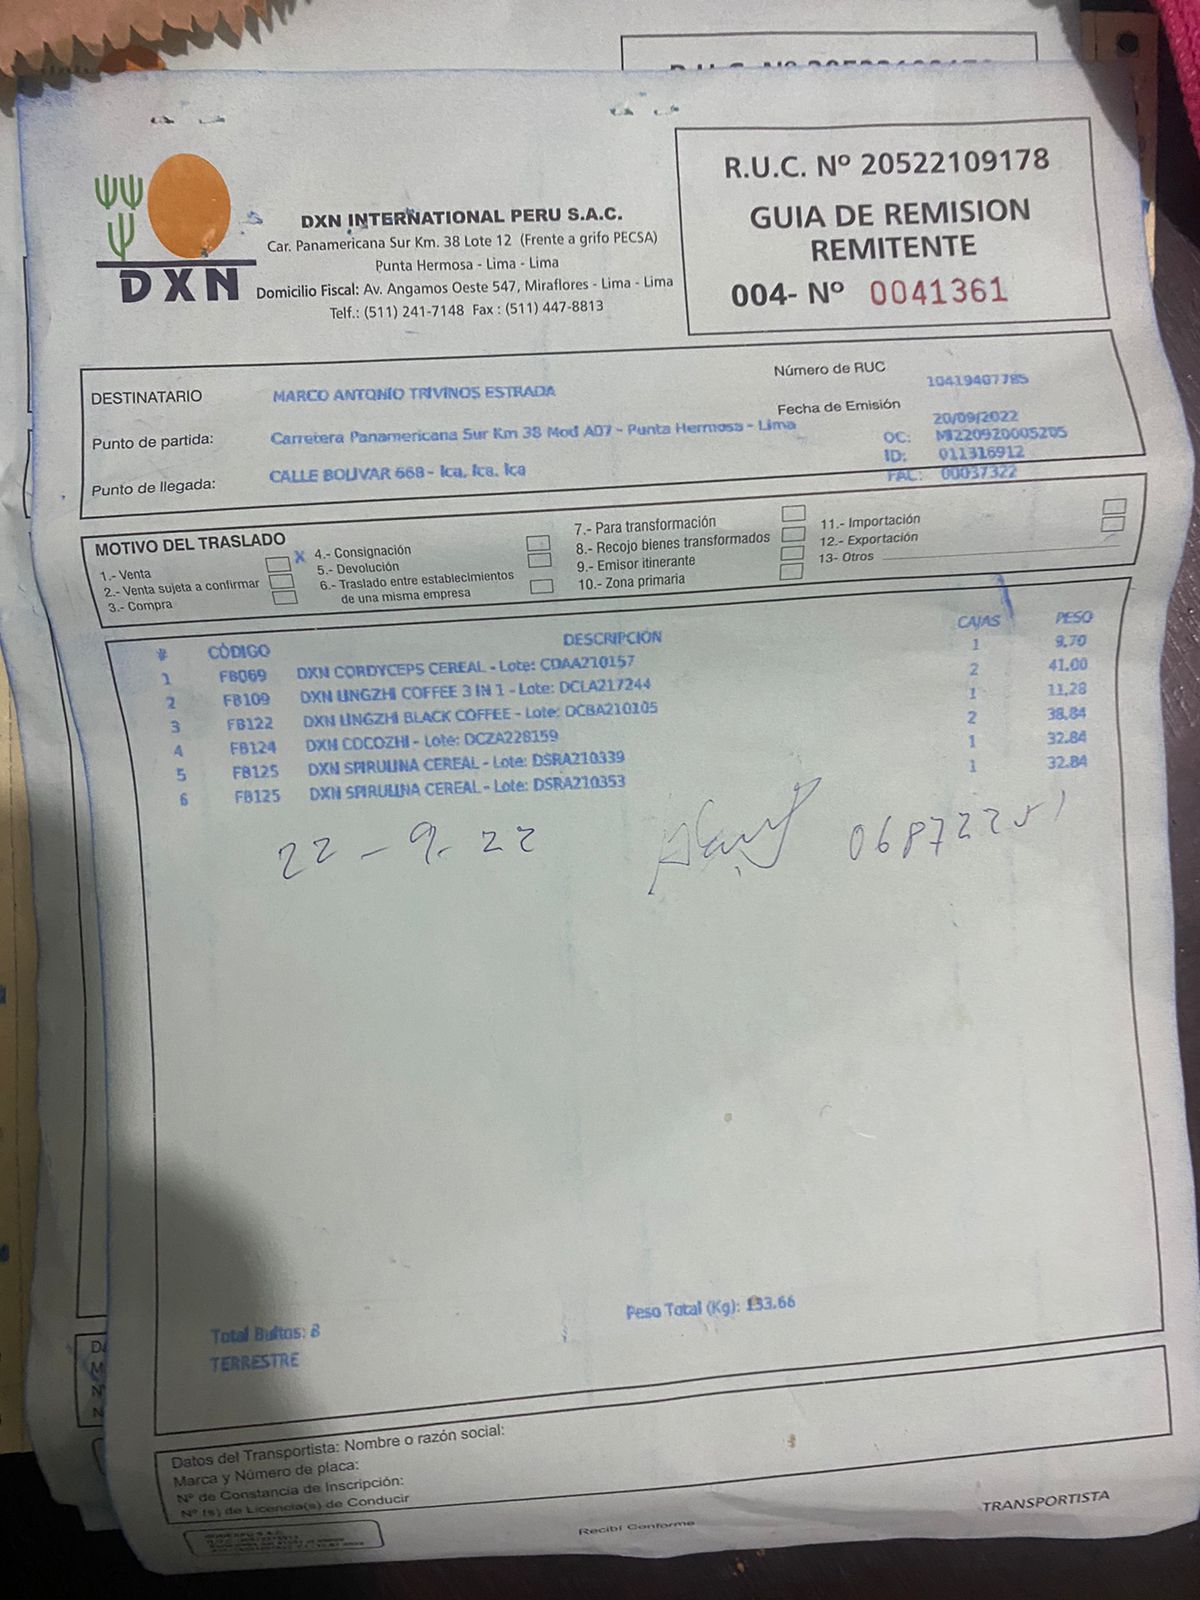 R.U.C. Nº 20522109178
GUIA DE REMISION
REMITENTE
004- Nº 0041361
DXN
DXN INTERNATIONAL PERU S.A.C.
Car. Panamericana Sur Km. 38 Lote 12 (Frente a grifo PECSA)
Punta Hermosa - Lima - Lima
Domicilio Fiscal: Av. Angamos Oeste 547, Miraflores - Lima - Lima
Telf.: (511) 241-7148 Fax : (511) 447-8813
DESTINATARIO MARCO ANTONIO TRIVINOS ESTRADA Número de RUC 10419407785
Punto de partida: Carretera Panamericana Sur Km 38 Mod A07 - Punta Hermosa - Lima Fecha de Emisión 20/09/2022
OC: MI220920005205
Punto de llegada: CALLE BOLIVAR 668 - Ica, Ica, Ica ID: 011316912
FAC: 00037322
MOTIVO DEL TRASLADO
1.- Venta X
2.- Venta sujeta a confirmar
3.- Compra
4.- Consignación
5.- Devolución
6.- Traslado entre establecimientos
de una misma empresa
7.- Para transformación
8.- Recojo bienes transformados
9.- Emisor itinerante
10.- Zona primaria
11.- Importación
12.- Exportación
13- Otros
# CÓDIGO DESCRIPCIÓN CAJAS PESO
1 FB069 DXN CORDYCEPS CEREAL - Lote: CDAA210157 1 9,70
2 FB109 DXN LINGZHI COFFEE 3 IN 1 - Lote: DCLA217244 2 41.00
3 FB122 DXN LINGZHI BLACK COFFEE - Lote: DCBA210105 1 11,28
4 FB124 DXN COCOZHI - Lote: DCZA228159 2 38,84
5 FB125 DXN SPIRULINA CEREAL - Lote: DSRA210339 1 32.84
6 FB125 DXN SPIRULINA CEREAL - Lote: DSRA210353 1 32.84
22 - 9. 22
Peso Total (Kg): 133.66
Total Bultos: 8
TERRESTRE
Datos del Transportista: Nombre o razón social:
Marca y Número de placa:
Nº de Constancia de Inscripción:
Nº (s) de Licencia(s) de Conducir
Recibí Conforme
TRANSPORTISTA